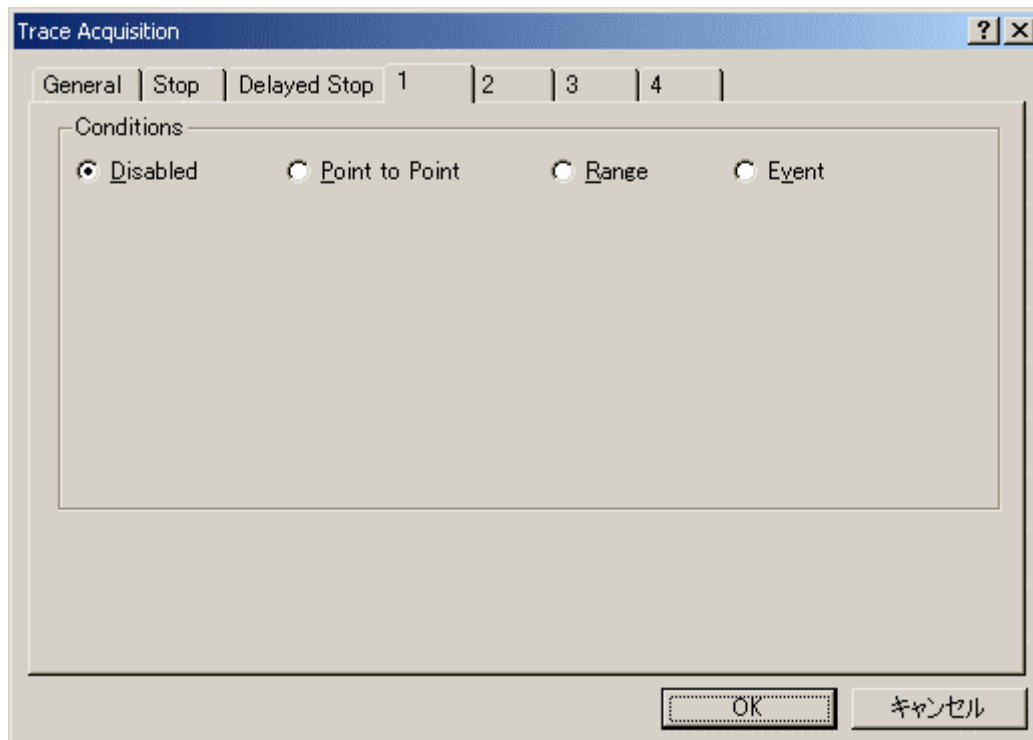 Trace Acquisition
General Stop Delayed Stop 1 2 3 4
Conditions
Disabled Point to Point Range Event
OK キャンセル